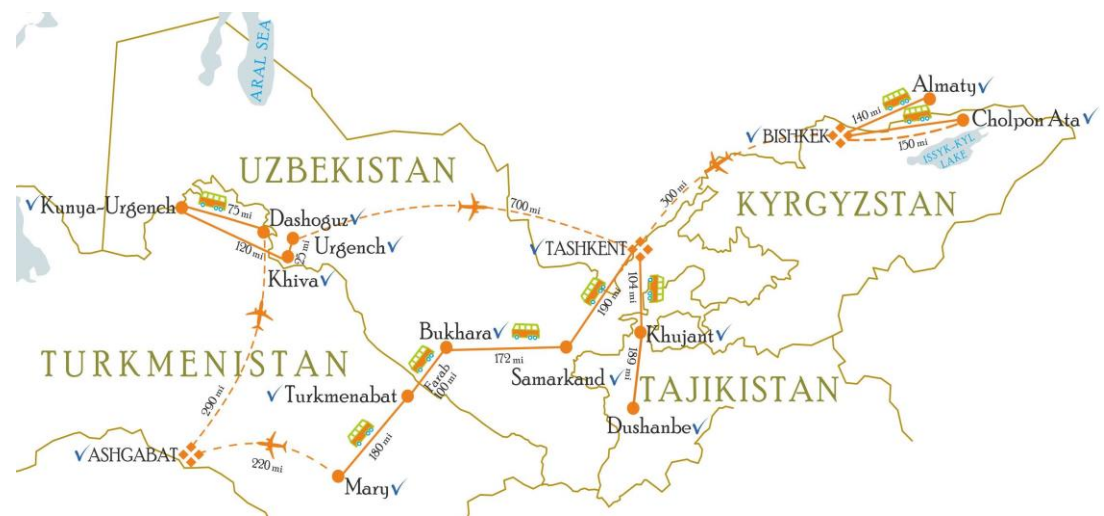 ARAL SEA
Almaty
140 mi
Cholpon Ata
BISHKEK
150 mi
ISSYK-KYL
LAKE
UZBEKISTAN
300 mi
KYRGYZSTAN
Kunya-Urgench
75 mi
Dashoguz
700 mi
Urgench
120 mi
25 mi
TASHKENT
Khiva
104 mi
190 mi
Bukhara
Khujant
172 mi
TURKMENISTAN
Samarkand
189 mi
TAJIKISTAN
Farab
100 mi
Turkmenabat
290 mi
Dushanbe
180 mi
ASHGABAT
220 mi
Mary